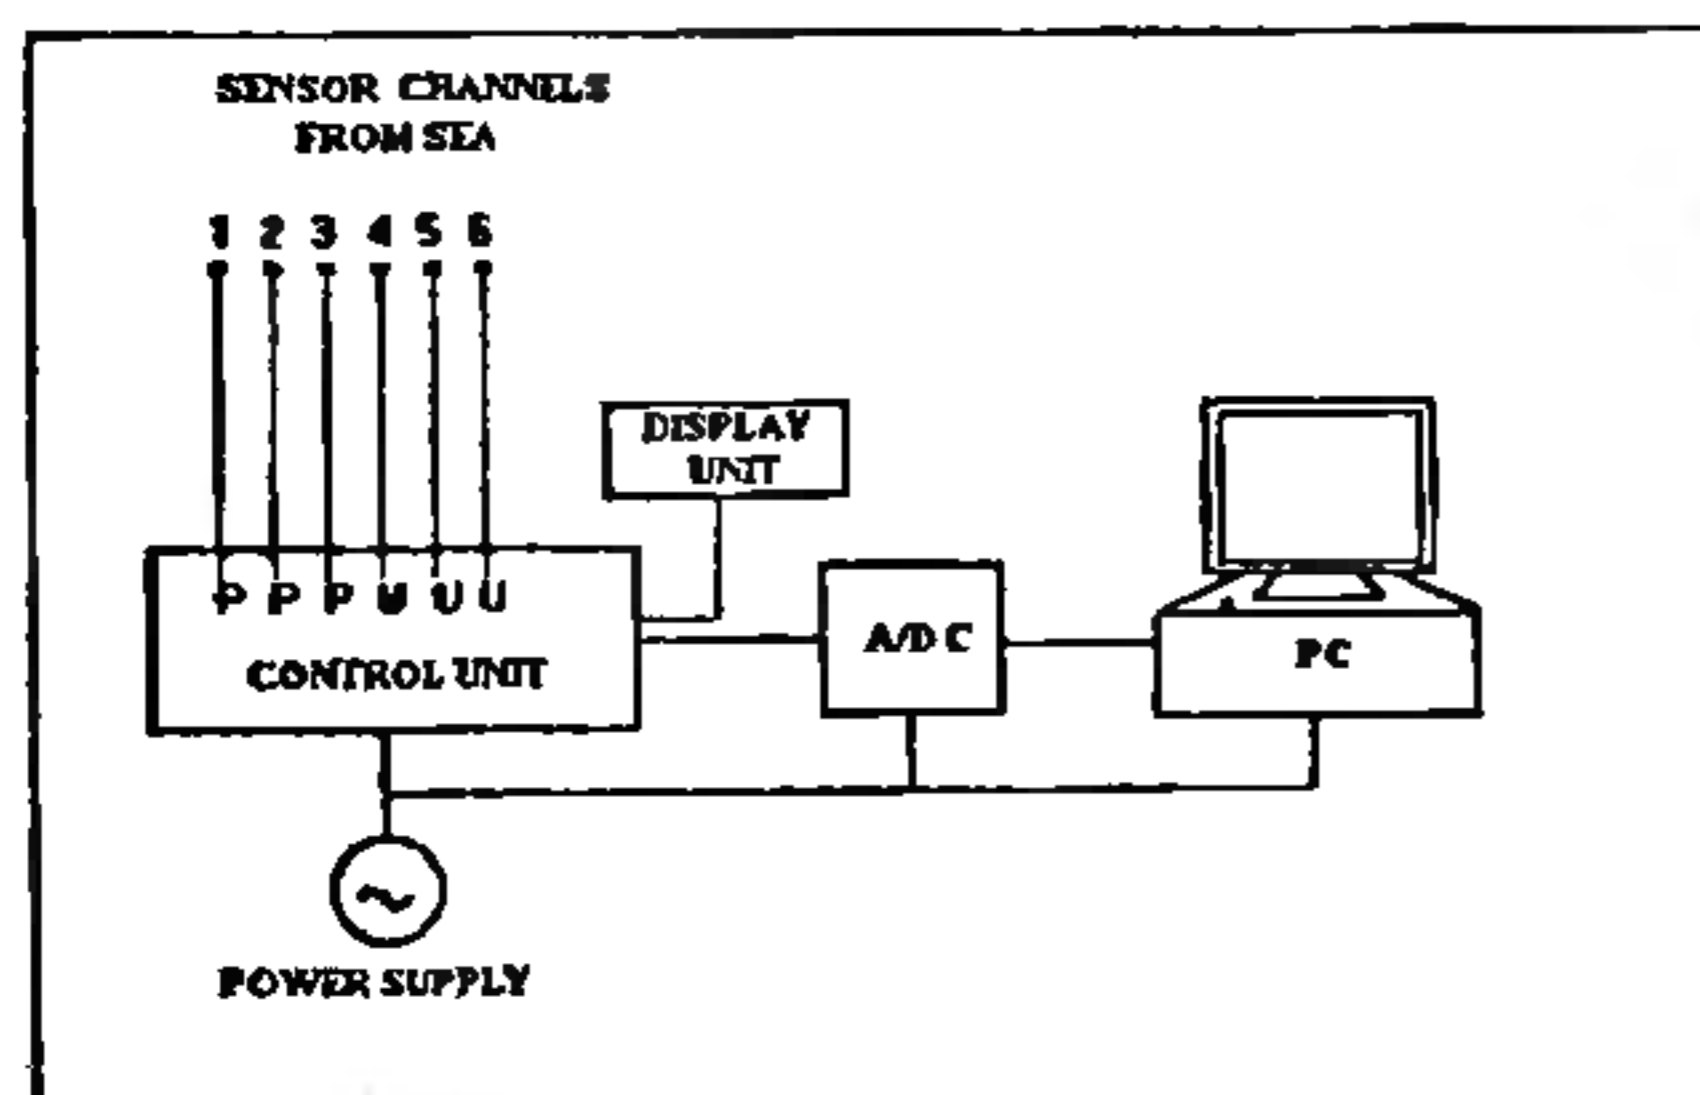 SENSOR CHANNELS
FROM SEA
1 2 3 4 5 6
DISPLAY
UNIT
P P P U U U
CONTROL UNIT
A/D C
PC
POWER SUPPLY